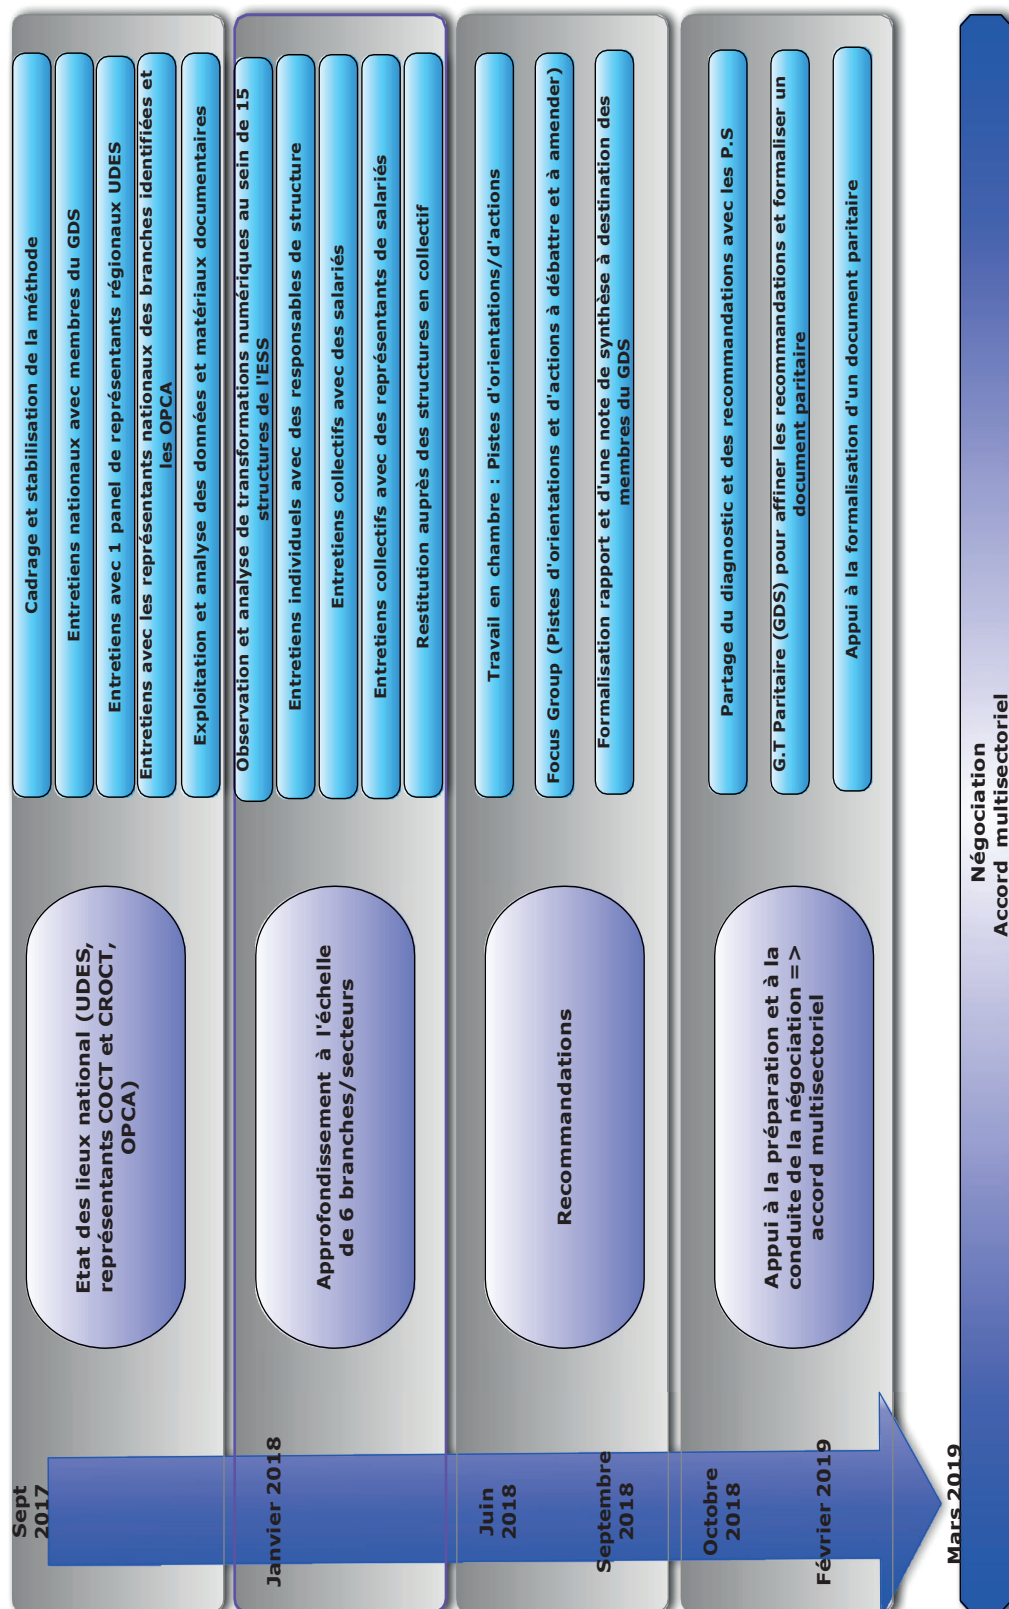 Sept
2017
Etat des lieux national (UDES,
représentants COCT et CROCT,
OPCA)
Cadrage et stabilisation de la méthode
Entretiens nationaux avec membres du GDS
Entretiens avec 1 panel de représentants régionaux UDES
Entretiens avec les représentants nationaux des branches identifiées et
les OPCA
Exploitation et analyse des données et matériaux documentaires
Janvier 2018
Approfondissement à l'échelle
de 6 branches/secteurs
Observation et analyse de transformations numériques au sein de 15
structures de l'ESS
Entretiens individuels avec des responsables de structure
Entretiens collectifs avec des salariés
Entretiens collectifs avec des représentants de salariés
Restitution auprès des structures en collectif
Juin
2018
Septembre
2018
Recommandations
Travail en chambre : Pistes d'orientations/d'actions
Focus Group (Pistes d'orientations et d'actions à débattre et à amender)
Formalisation rapport et d'une note de synthèse à destination des
membres du GDS
Octobre
2018
Février 2019
Appui à la préparation et à la
conduite de la négociation =>
accord multisectoriel
Partage du diagnostic et des recommandations avec les P.S
G.T Paritaire (GDS) pour affiner les recommandations et formaliser un
document paritaire
Appui à la formalisation d'un document paritaire
Mars 2019
Négociation
Accord multisectoriel